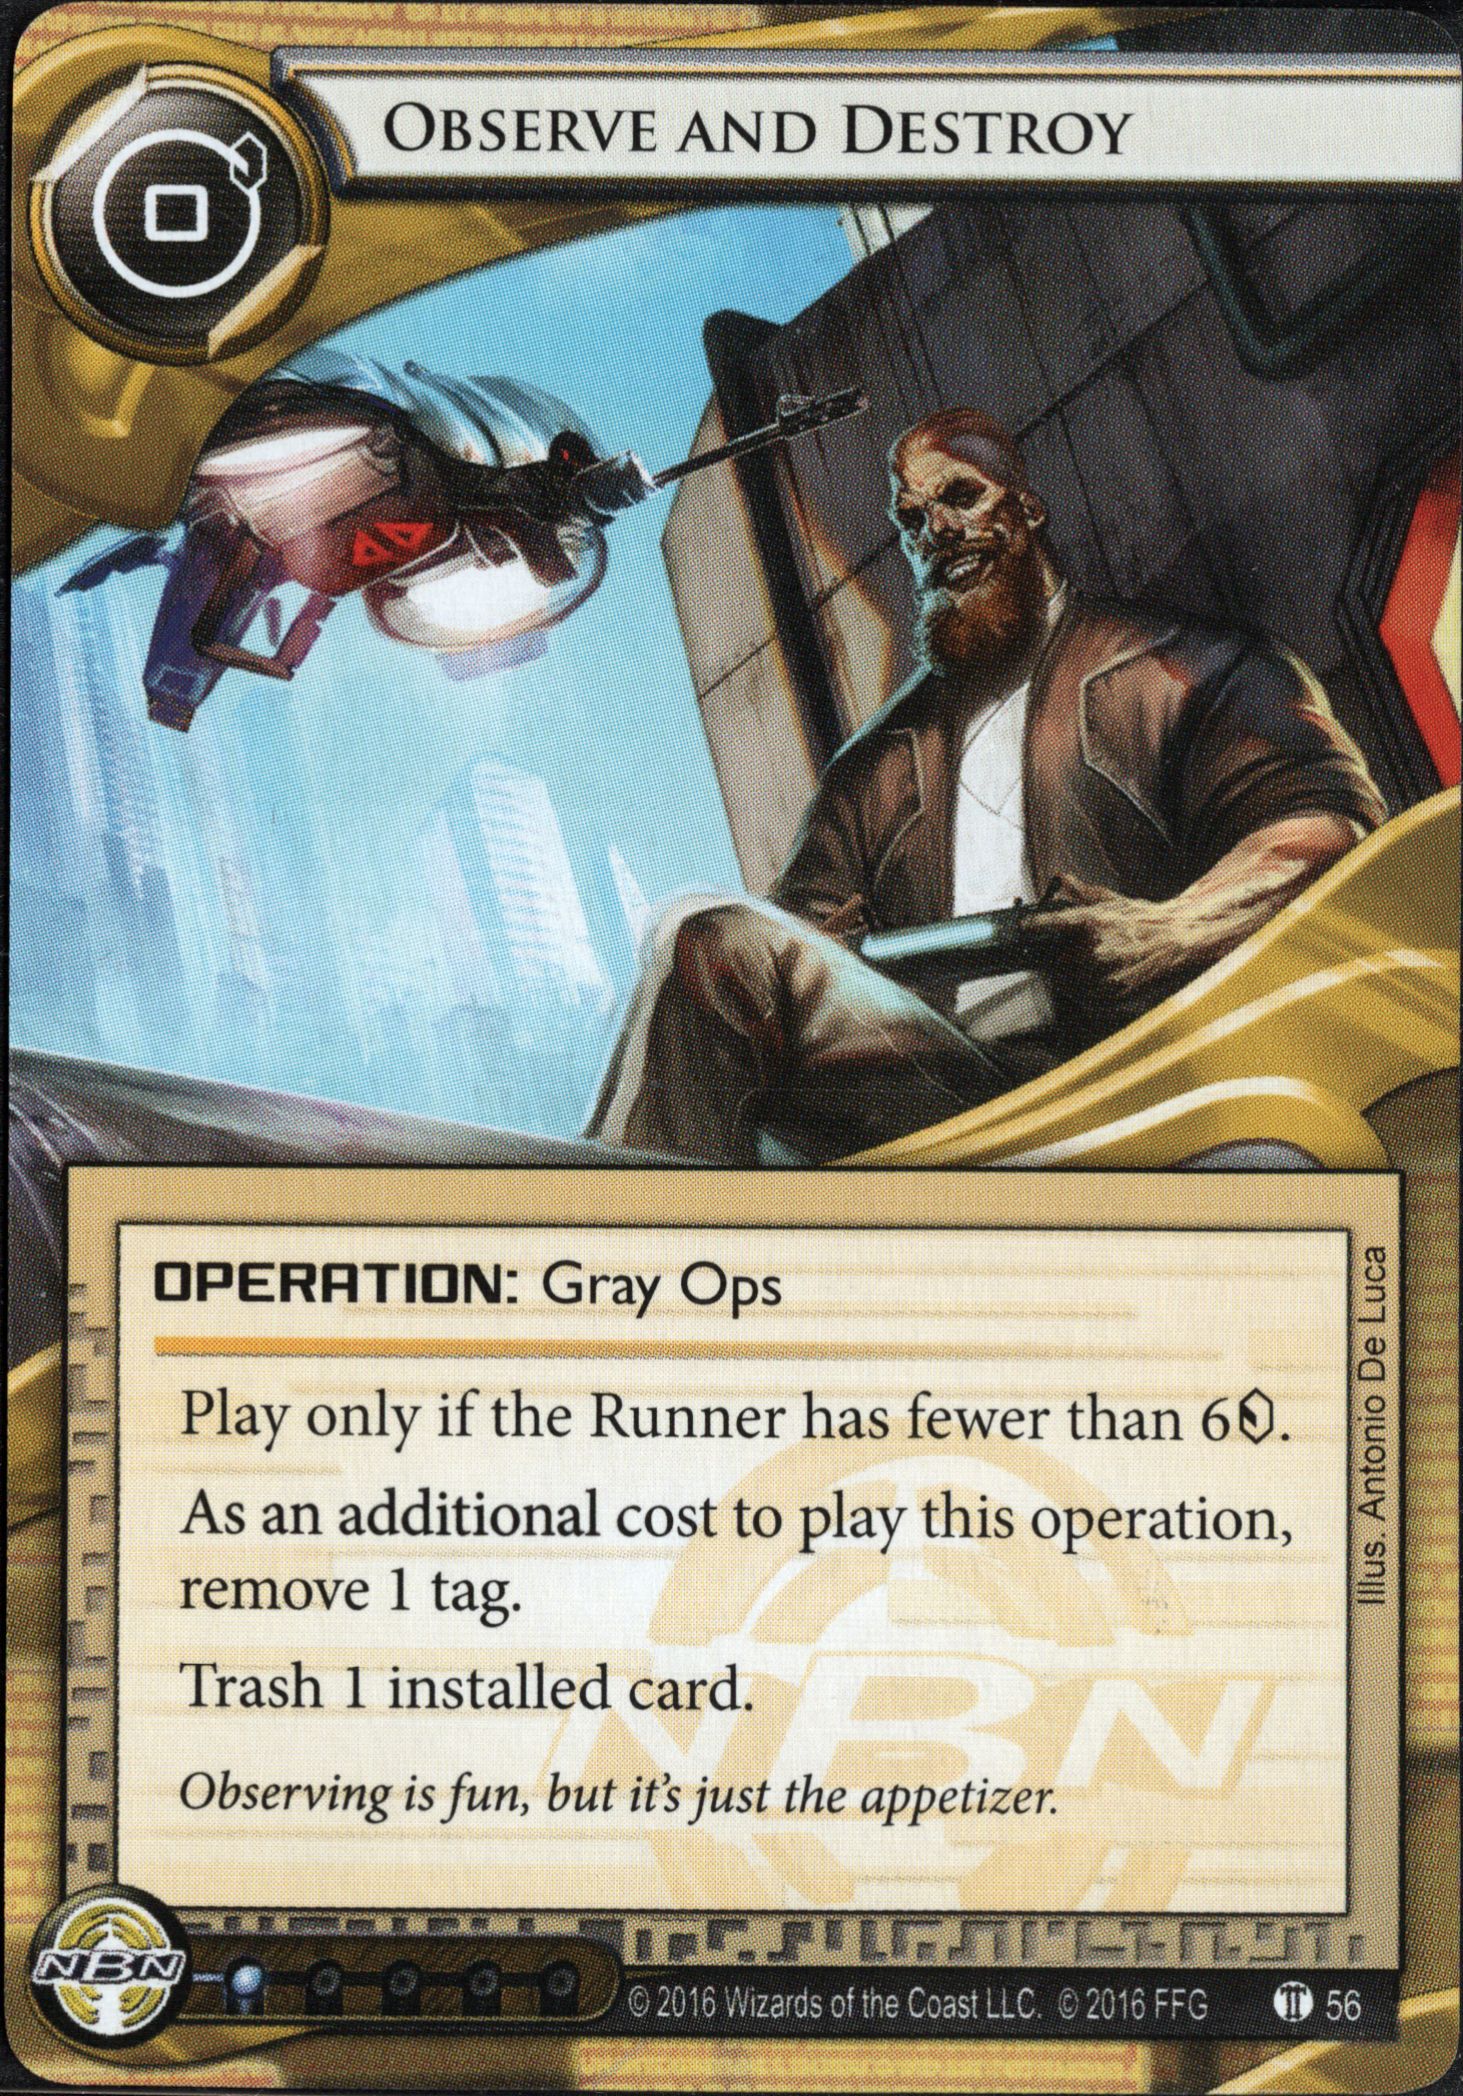 0
OBSERVE AND DESTROY
OPERATION: Gray Ops
Play only if the Runner has fewer than 6.
As an additional cost to play this operation,
remove 1 tag.
Trash 1 installed card.
Observing is fun, but it's just the appetizer.
Illus. Antonio De Luca
NBN
NBN
© 2016 Wizards of the Coast LLC. © 2016 FFG
56